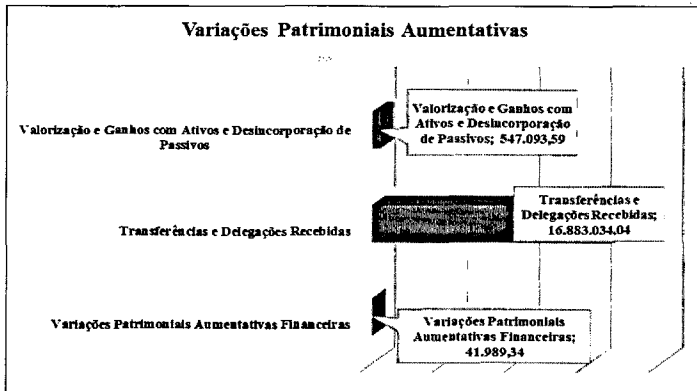 Variações Patrimoniais Aumentativas
Valorização e Ganhos com Ativos e Desincorporação de
Passivos
Valorização e Ganhos com
Ativos e Desincorporação
de Passivos; 547.093,59
Transferências e Delegações Recebidas
Transferências e
Delegações Recebidas;
16.883.034,04
Variações Patrimoniais Aumentativas Financeiras
Variações Patrimoniais
Aumentativas Financeiras;
41.989,34